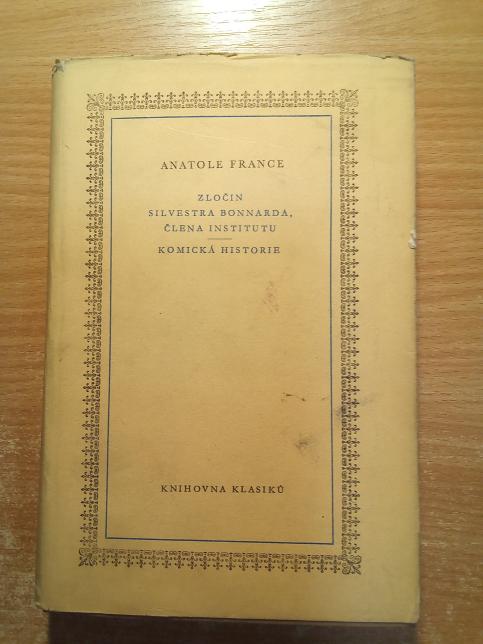 ANATOLE FRANCE
ZLOČIN
SILVESTRA BONNARDA,
ČLENA INSTITUTU
KOMICKÁ HISTORIE
KNIHOVNA KLASIKŮ